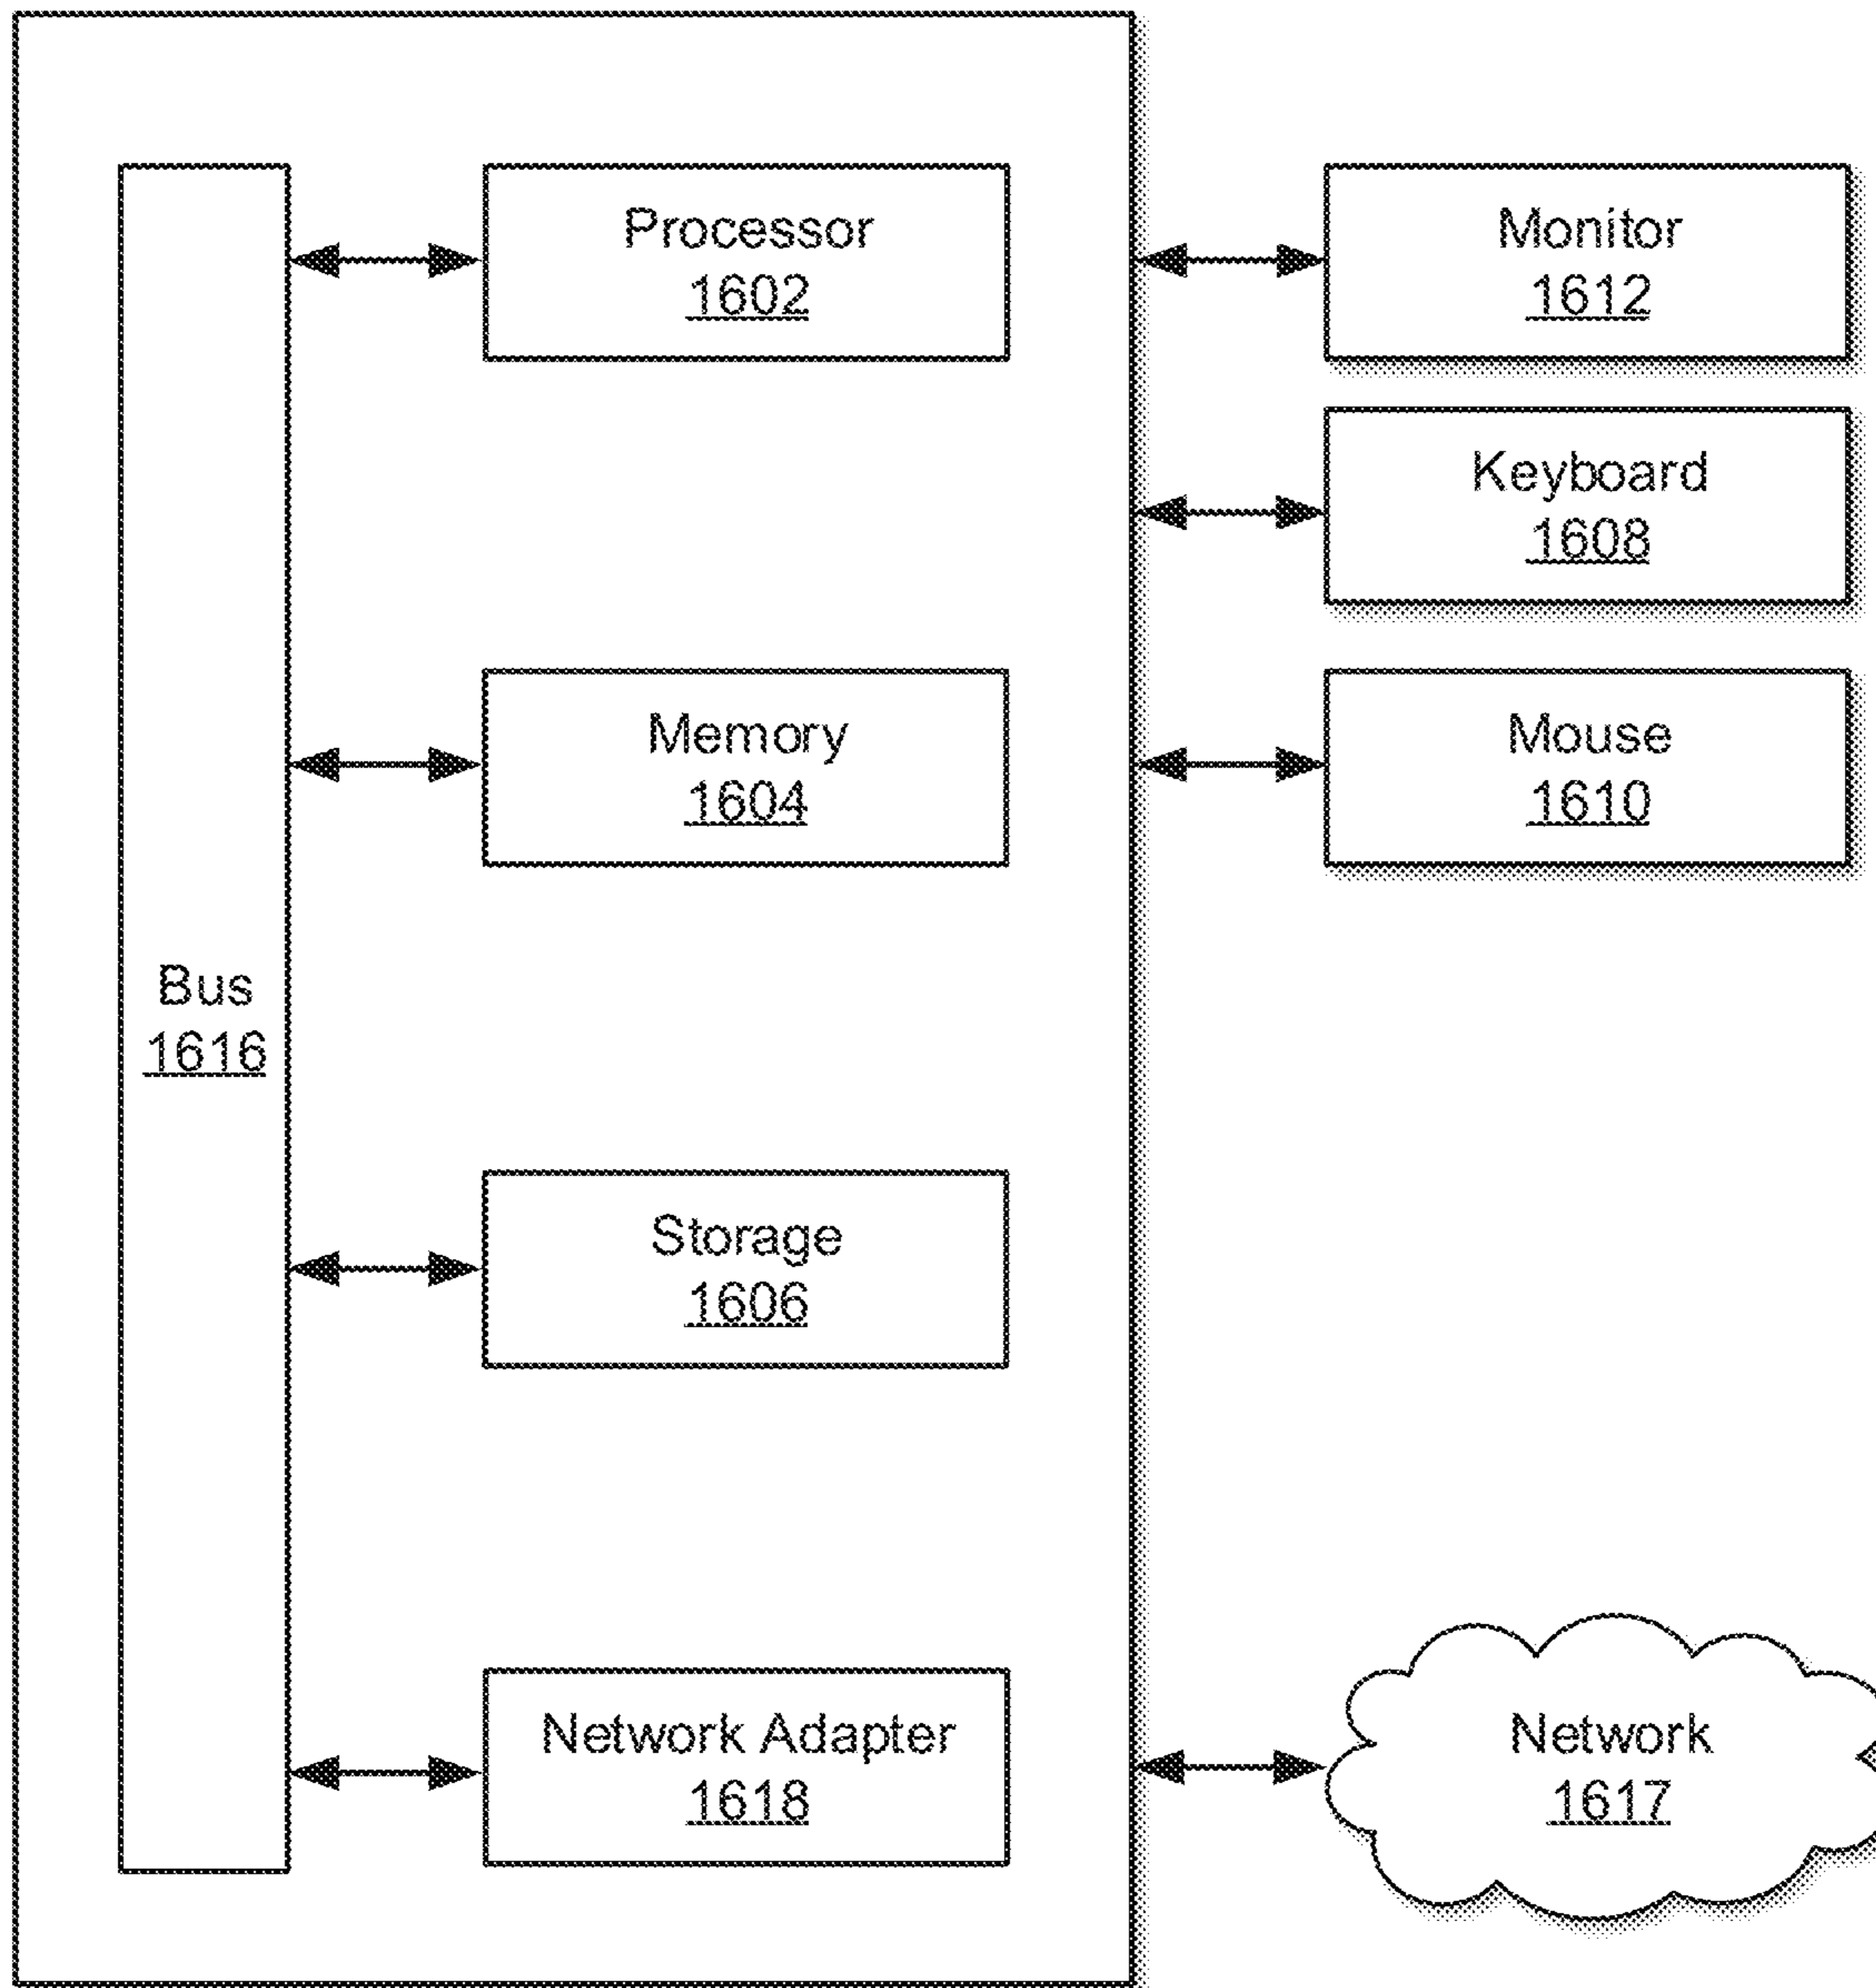 Processor
1602
Monitor
1612
Keyboard
1608
Memory
1604
Mouse
1610
Bus
1616
Storage
1606
Network Adapter
1618
Network
1617